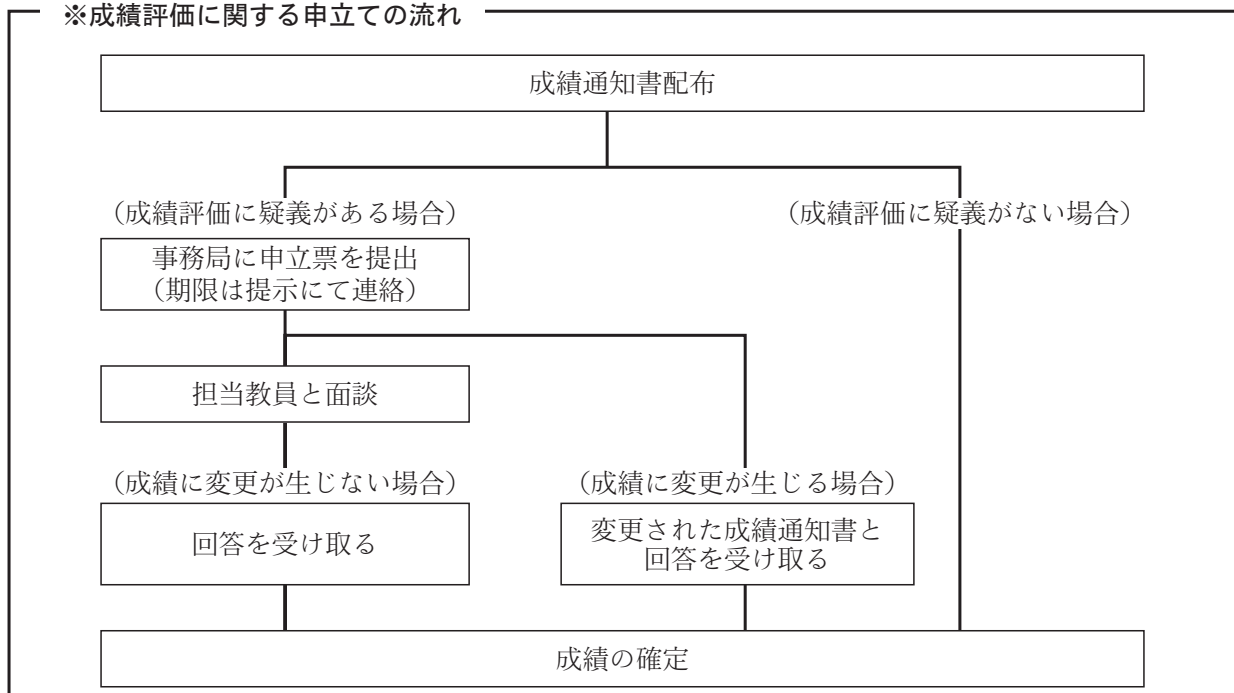 ※成績評価に関する申立ての流れ
成績通知書配布
（成績評価に疑義がある場合）
（成績評価に疑義がない場合）
事務局に申立票を提出
（期限は提示にて連絡）
担当教員と面談
（成績に変更が生じない場合）
（成績に変更が生じる場合）
回答を受け取る
変更された成績通知書と
回答を受け取る
成績の確定